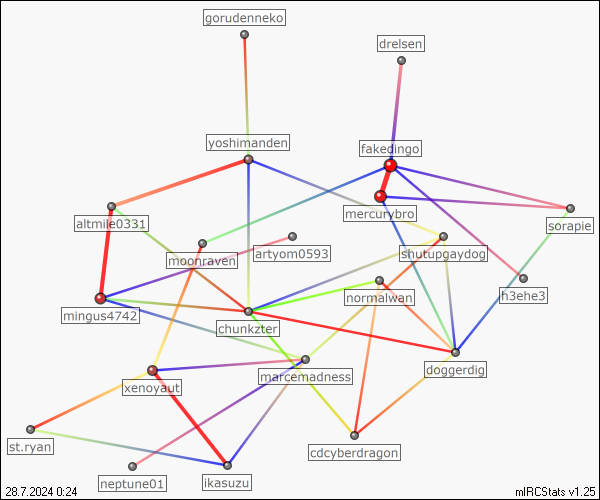 gorudenneko
drelsen
yoshimanden
fakedingo
altmile0331
mercurybro
sorapie
moonraven
artyom0593
shutupgaydog
mingus4742
normalwan
h3ehe3
chunkzter
doggerdig
marcemadness
xenoyaut
st.ryan
cdcyberdragon
neptune01
ikasuzu
28.7.2024 0:24
mIRCStats v1.25